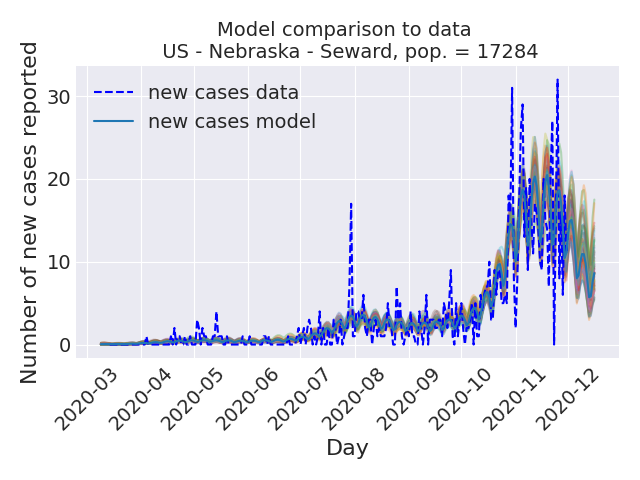 Model comparison to data
US - Nebraska - Seward, pop. = 17284
Number of new cases reported
30
20
10
0
new cases data
new cases model
2020-03
2020-04
2020-05
2020-06
2020-07
2020-08
2020-09
2020-10
2020-11
2020-12
Day